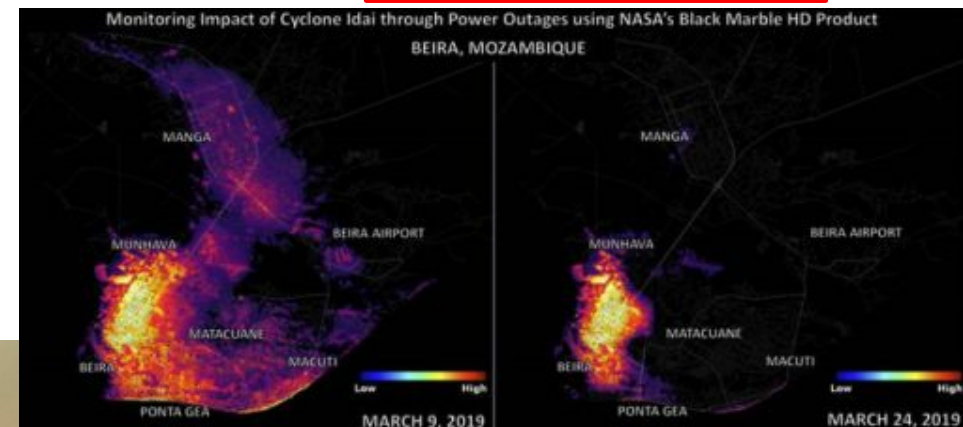 Monitoring Impact of Cyclone Idai through Power Outages using NASA's Black Marble HD Product
BEIRA, MOZAMBIQUE
MANGA
BEIRA AIRPORT
MUNHAVA
MATACUANE
MACUTI
BEIRA
Low High
PONTA GEA
MARCH 9, 2019
MANGA
BEIRA AIRPORT
MUNHAVA
MATACUANE
MACUTI
BEIRA
Low High
PONTA GEA
MARCH 24, 2019